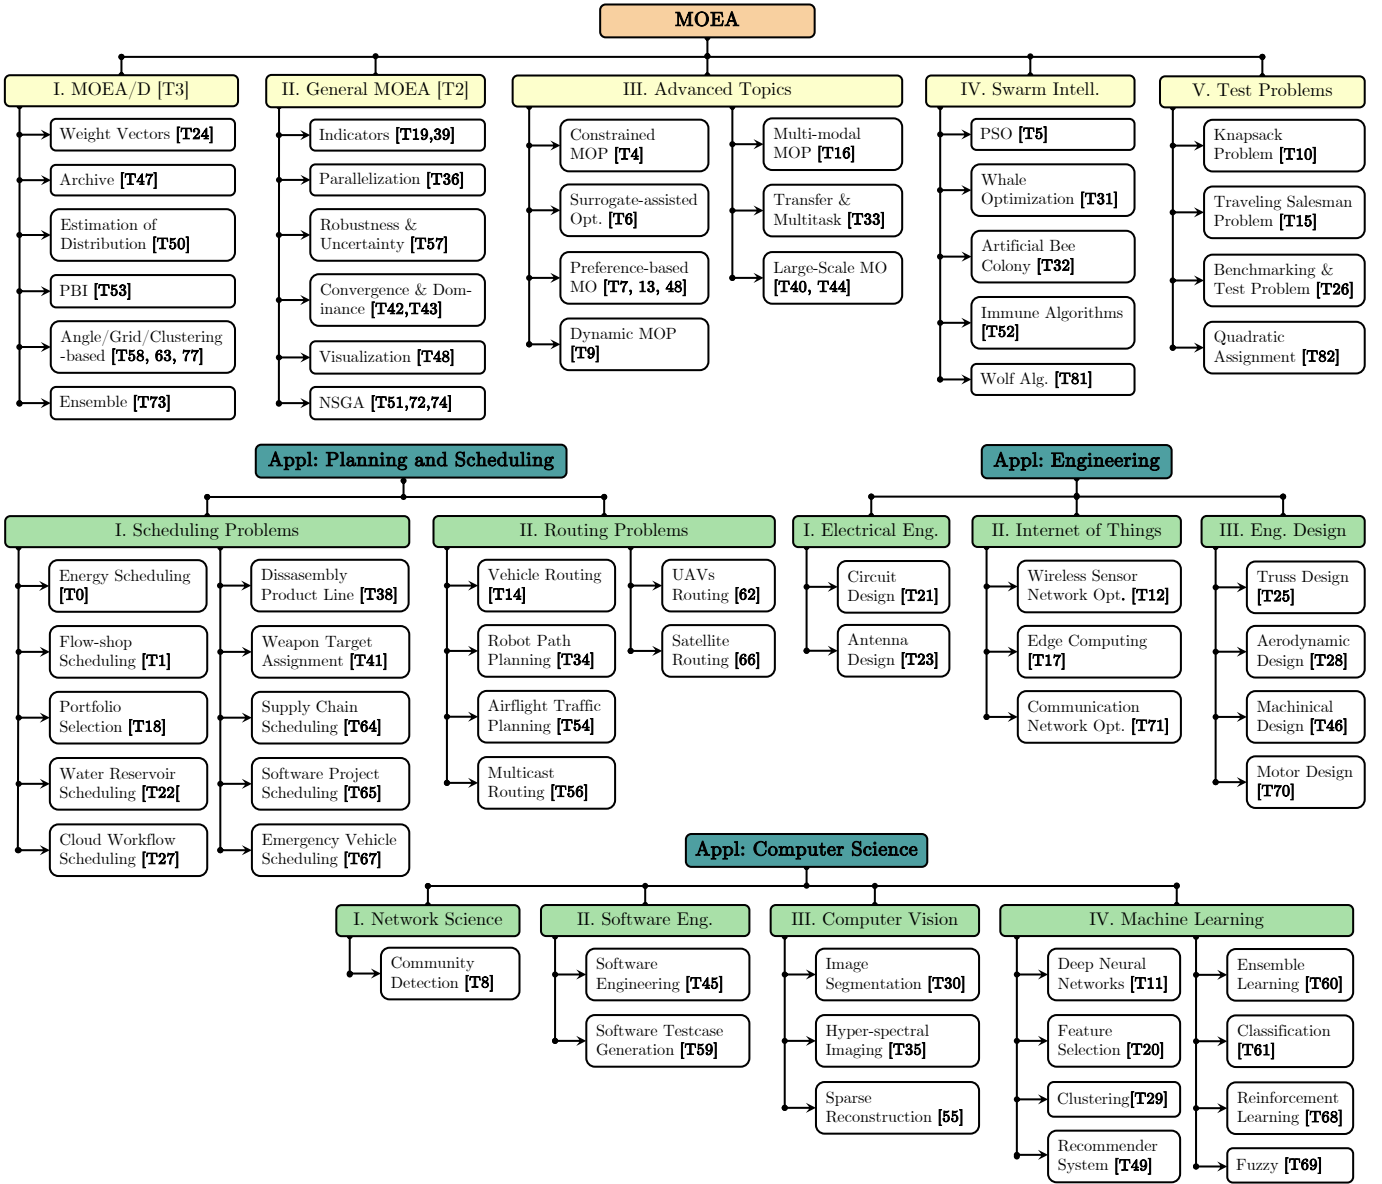 MOEA
I. MOEA/D [T3]
Weight Vectors [T24]
Archive [T47]
Estimation of
Distribution [T50]
PBI [T53]
Angle/Grid/Clustering
-based [T58, 63, 77]
Ensemble [T73]
II. General MOEA [T2]
Indicators [T19,39]
Parallelization [T36]
Robustness &
Uncertainty [T57]
Convergence & Dom-
inance [T42,T43]
Visualization [T48]
NSGA [T51,72,74]
III. Advanced Topics
Constrained
MOP [T4]
Surrogate-assisted
Opt. [T6]
Preference-based
MO [T7, 13, 48]
Dynamic MOP
[T9]
Multi-modal
MOP [T16]
Transfer &
Multitask [T33]
Large-Scale MO
[T40, T44]
IV. Swarm Intell.
PSO [T5]
Whale
Optimization [T31]
Artificial Bee
Colony [T32]
Immune Algorithms
[T52]
Wolf Alg. [T81]
V. Test Problems
Knapsack
Problem [T10]
Traveling Salesman
Problem [T15]
Benchmarking &
Test Problem [T26]
Quadratic
Assignment [T82]
Appl: Planning and Scheduling
I. Scheduling Problems
Energy Scheduling
[T0]
Flow-shop
Scheduling [T1]
Portfolio
Selection [T18]
Water Reservoir
Scheduling [T22[
Cloud Workflow
Scheduling [T27]
Dissasembly
Product Line [T38]
Weapon Target
Assignment [T41]
Supply Chain
Scheduling [T64]
Software Project
Scheduling [T65]
Emergency Vehicle
Scheduling [T67]
II. Routing Problems
Vehicle Routing
[T14]
Robot Path
Planning [T34]
Airflight Traffic
Planning [T54]
Multicast
Routing [T56]
UAVs
Routing [62]
Satellite
Routing [66]
Appl: Engineering
I. Electrical Eng.
Circuit
Design [T21]
Antenna
Design [T23]
II. Internet of Things
Wireless Sensor
Network Opt. [T12]
Edge Computing
[T17]
Communication
Network Opt. [T71]
III. Eng. Design
Truss Design
[T25]
Aerodynamic
Design [T28]
Machinical
Design [T46]
Motor Design
[T70]
Appl: Computer Science
I. Network Science
Community
Detection [T8]
II. Software Eng.
Software
Engineering [T45]
Software Testcase
Generation [T59]
III. Computer Vision
Image
Segmentation [T30]
Hyper-spectral
Imaging [T35]
Sparse
Reconstruction [55]
IV. Machine Learning
Deep Neural
Networks [T11]
Feature
Selection [T20]
Clustering[T29]
Recommender
System [T49]
Ensemble
Learning [T60]
Classification
[T61]
Reinforcement
Learning [T68]
Fuzzy [T69]